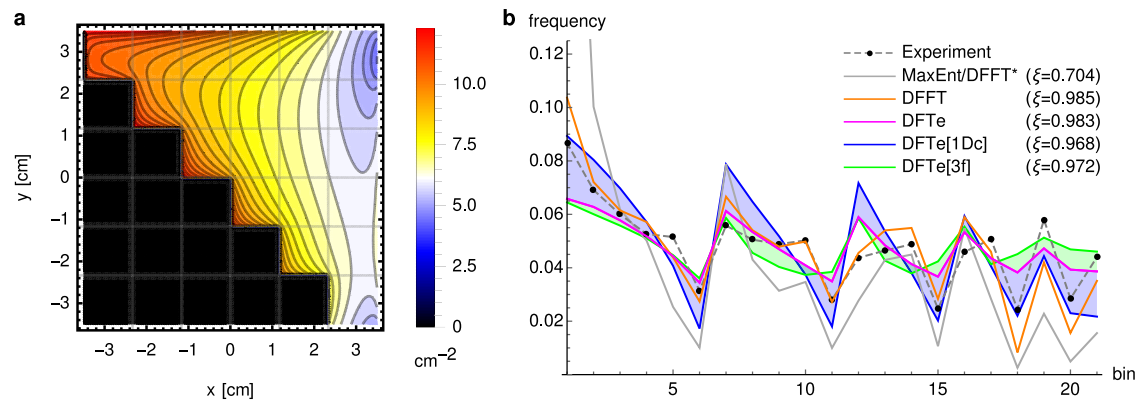 a
3
2
1
0
−1
−2
−3
y [cm]
−3 −2 −1 0 1 2 3
x [cm]
10.0
7.5
5.0
2.5
0
cm−2
b
frequency
0.12
0.10
0.08
0.06
0.04
0.02
5 10 15 20
bin
Experiment
MaxEnt/DFFT* (ξ=0.704)
DFFT (ξ=0.985)
DFTe (ξ=0.983)
DFTe[1Dc] (ξ=0.968)
DFTe[3f] (ξ=0.972)